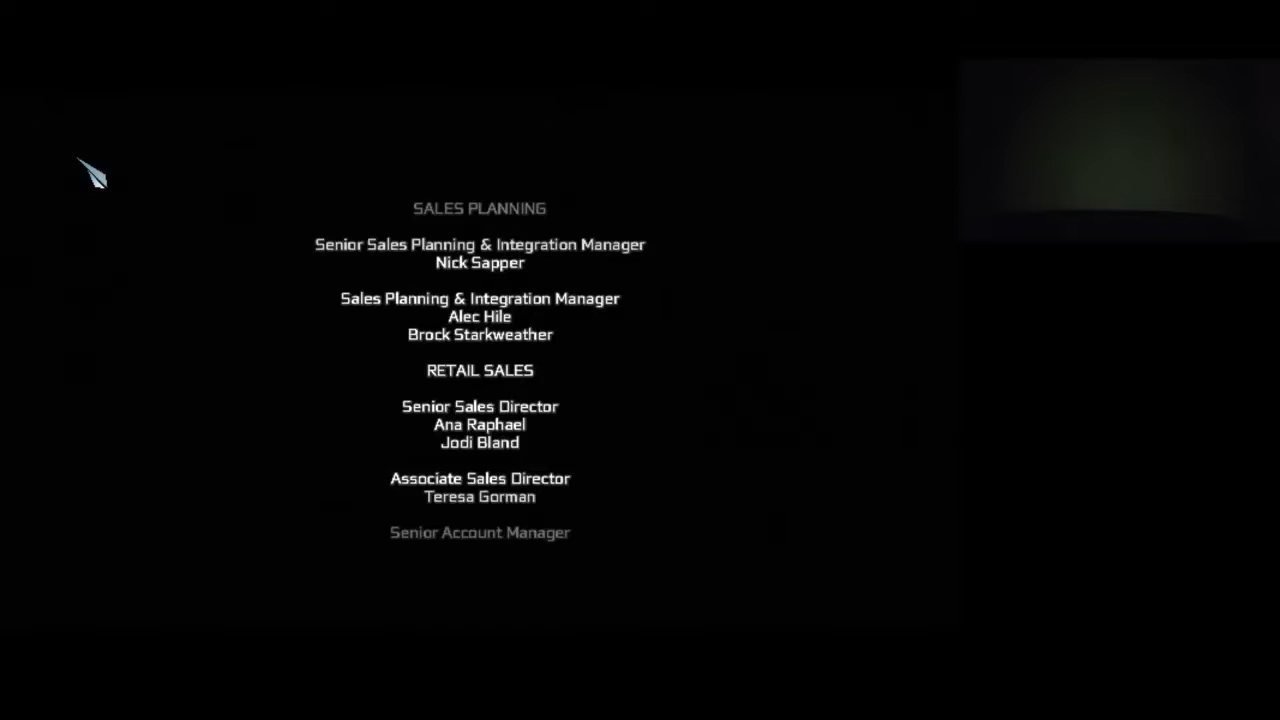 SALES PLANNING
Senior Sales Planning & Integration Manager
Nick Sapper
Sales Planning & Integration Manager
Alec Hile
Brock Starkweather
RETAIL SALES
Senior Sales Director
Ana Raphael
Jodi Bland
Associate Sales Director
Teresa Gorman
Senior Account Manager